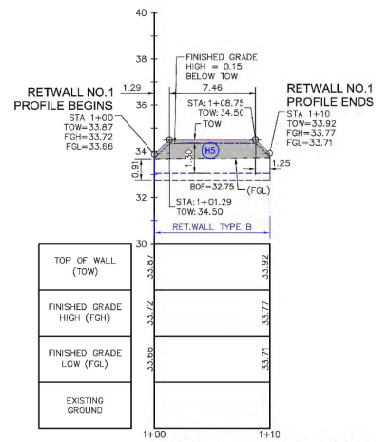 40
FINISHED GRADE
HIGH = 0.15
BELOW TOW
38
1.29
7.46
RETWALL NO.1
PROFILE BEGINS
STA 1+00
TOW=33.87
FGH=33.72
FGL=33.66
RETWALL NO.1
PROFILE ENDS
STA 1+10
TOW=33.92
FGH=33.77
FGL=33.71
36
STA: 1+08.75
TOW: 34.50
TOW
H5
34
0.91
1.30
1.25
BOF=32.75
(FGL)
32
STA: 1+01.29
TOW: 34.50
RET.WALL TYPE B
30
TOP OF WALL
(TOW)
33.87
33.92
FINISHED GRADE
HIGH (FGH)
33.72
33.77
FINISHED GRADE
LOW (FGL)
33.66
33.71
EXISTING
GROUND
1+00
1+10